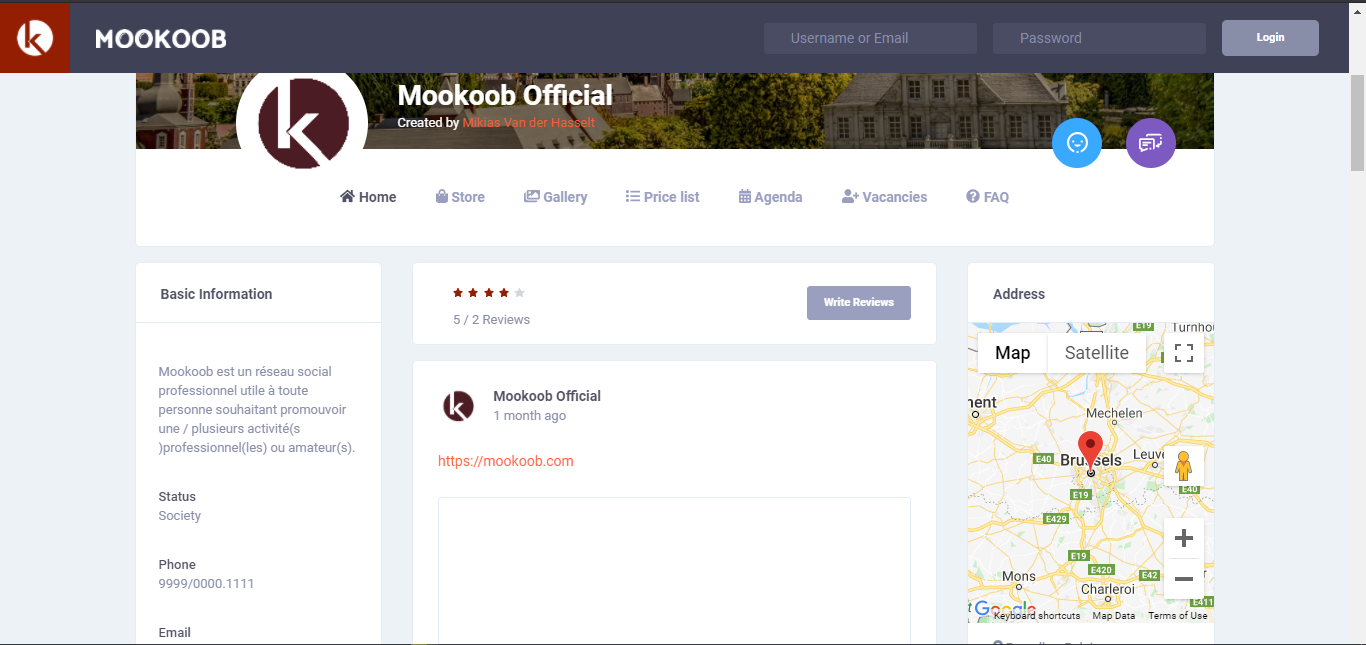 MOOKOOB
Username or Email
Password
Login
Mookoob Official
Created by Mikias Van der Hasselt
Home
Store
Gallery
Price list
Agenda
Vacancies
FAQ
Basic Information
Mookoob est un réseau social
professionnel utile à toute
personne souhaitant promouvoir
une / plusieurs activité(s
)professionnel(les) ou amateur(s).
Status
Society
Phone
9999/0000.1111
Email
5 / 2 Reviews
Write Reviews
Mookoob Official
1 month ago
https://mookoob.com
Address
Map
Satellite
E19
Turnhou
Mechelen
E40
Brussels
Leuve
E40
E19
E429
E19
E420
E42
Mons
Charleroi
E411
Google
Keyboard shortcuts
Map Data
Terms of Use